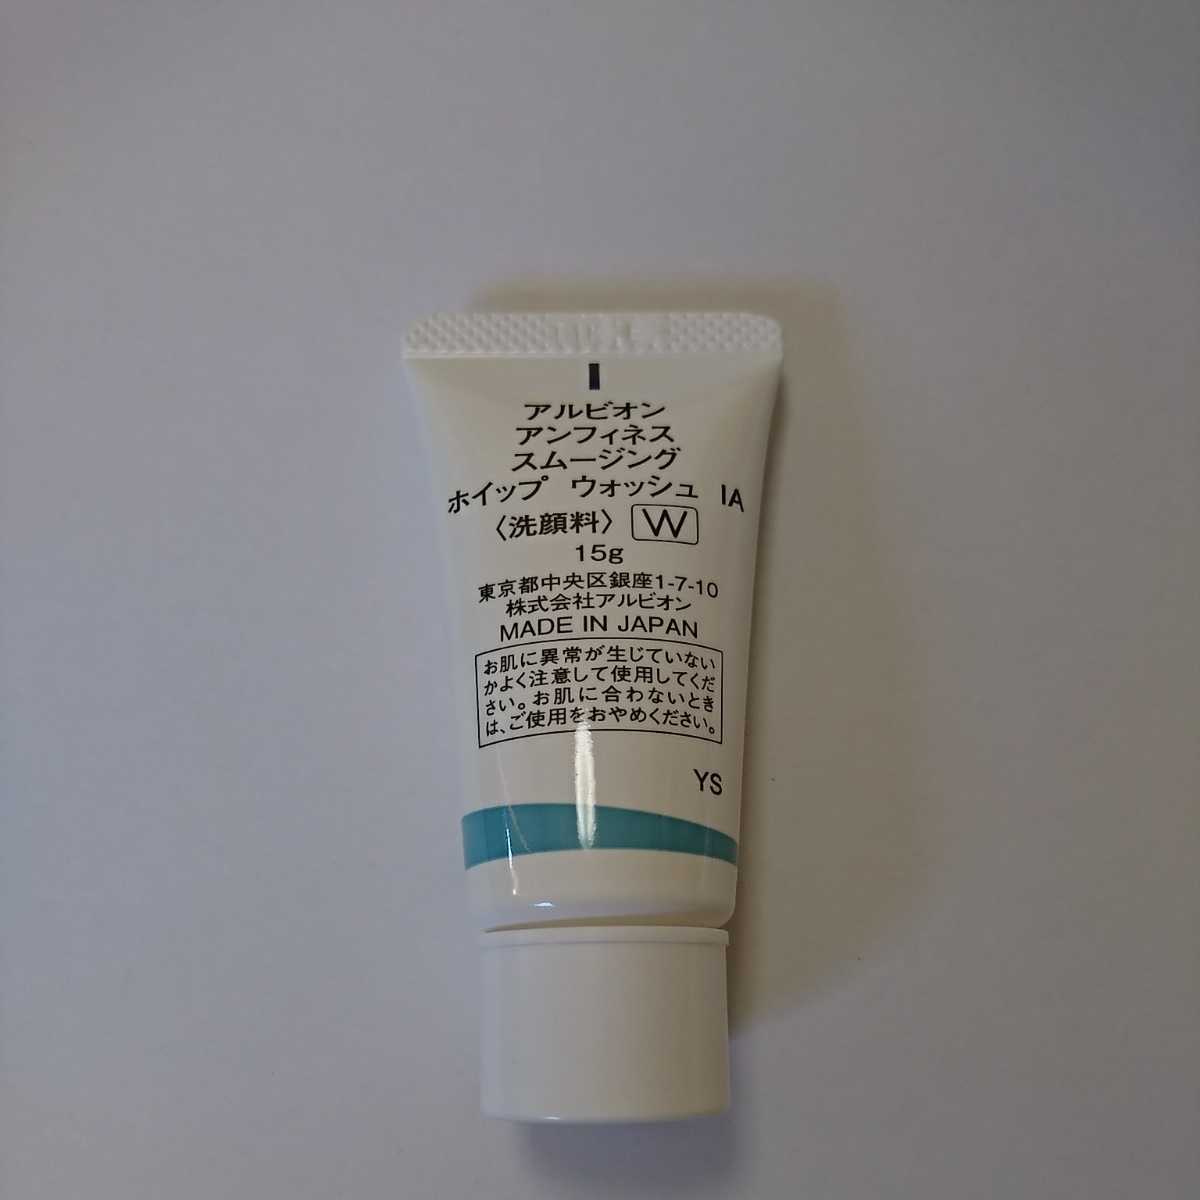 アルビオン
アンフィネス
スムージング
ホイップ ウォッシュ IA
〈洗顔料〉 W
15g
東京都中央区銀座1-7-10
株式会社アルビオン
MADE IN JAPAN
お肌に異常が生じていない
かよく注意して使用してくだ
さい。お肌に合わないとき
は、ご使用をおやめください。
YS